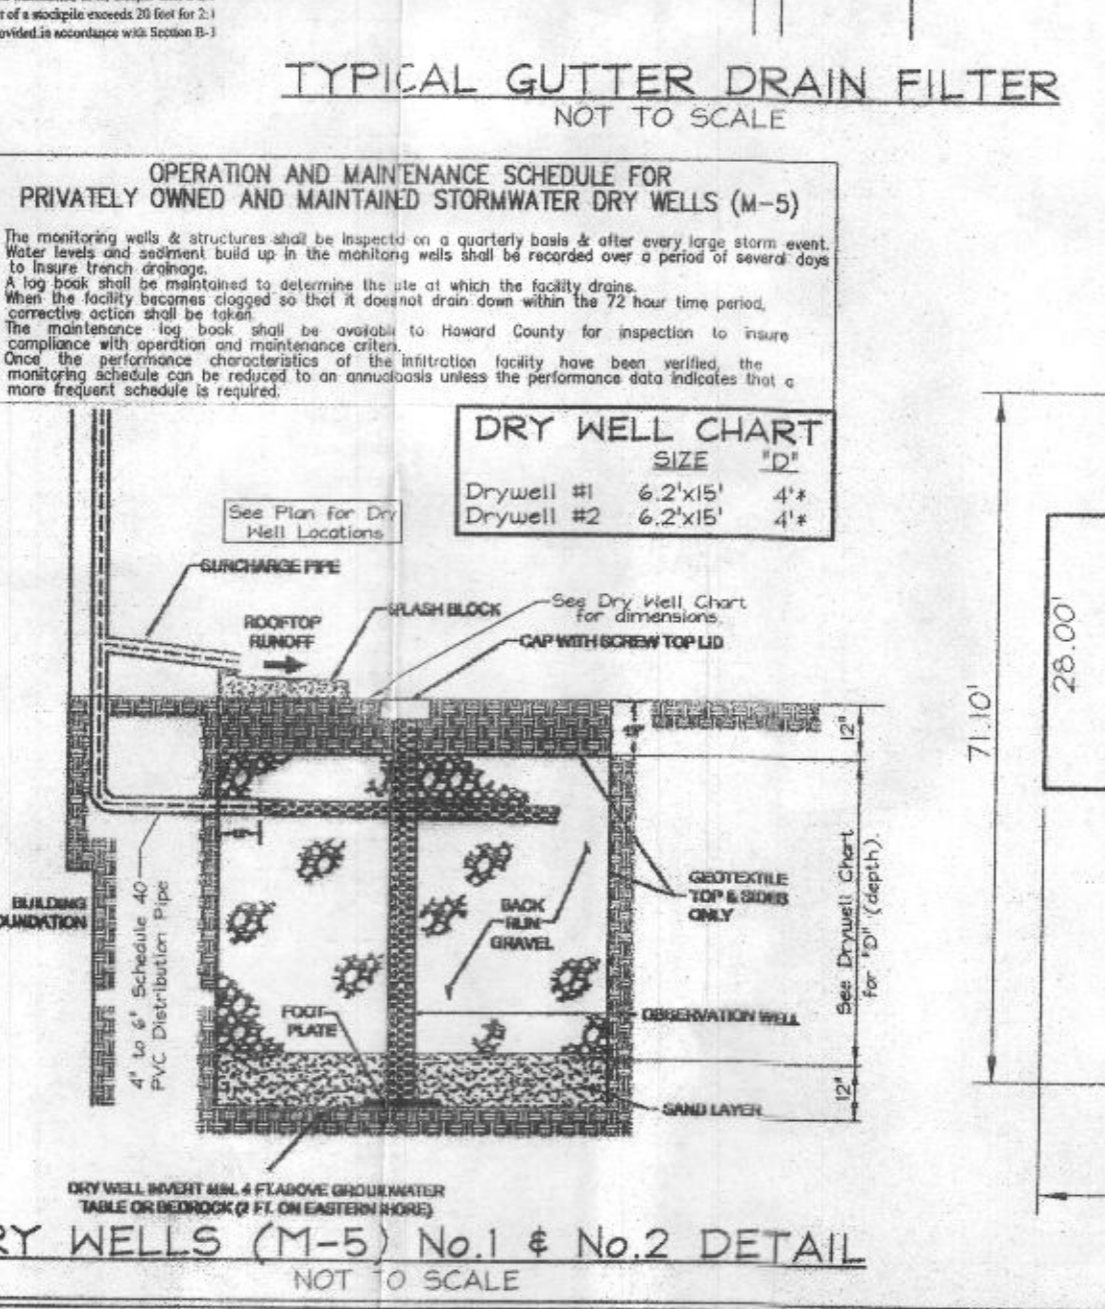 t of a stockpile exceeds 20 feet for 2:1
ovided in accordance with Section B-3
TYPICAL GUTTER DRAIN FILTER
NOT TO SCALE
OPERATION AND MAINTENANCE SCHEDULE FOR
PRIVATELY OWNED AND MAINTAINED STORMWATER DRY WELLS (M-5)
The monitoring wells & structures shall be inspectd on a quarterly basis & after every large storm event.
Water levels and sediment build up in the monitong wells shall be recorded over a period of several days
to insure trench drainage.
A log book shall be maintained to determine the ate at which the facility drains.
When the facility becomes clogged so that it doesnot drain down within the 72 hour time period,
corrective action shall be taken.
The maintenance log book shall be availabl to Howard County for inspection to insure
compliance with operation and maintenance criteri.
Once the performance characteristics of the infiltration facility have been verified, the
monitoring schedule can be reduced to an annualoasis unless the performance data indicates that a
more frequent schedule is required.
DRY WELL CHART
SIZE "D"
Drywell #1 6.2'x15' 4'*
Drywell #2 6.2'x15' 4'*
See Plan for Dry
Well Locations
SURCHARGE PIPE
ROOFTOP
RUNOFF
SPLASH BLOCK
See Dry Well Chart
for dimensions.
CAP WITH SCREW TOP LID
12"
28.00'
71.10'
GEOTEXTILE
TOP & SIDES
ONLY
BUILDING
OUNDATION
4" to 6" Schedule 40
PVC Distribution Pipe
BACK
RUN
GRAVEL
See Drywell Chart
for "D" (depth).
FOOT
PLATE
OBSERVATION WELL
12"
SAND LAYER
DRY WELL INVERT MIN. 4 FT. ABOVE GROUNDWATER
TABLE OR BEDROCK (2 FT. ON EASTERN SHORE)
RY WELLS (M-5) No.1 & No.2 DETAIL
NOT TO SCALE